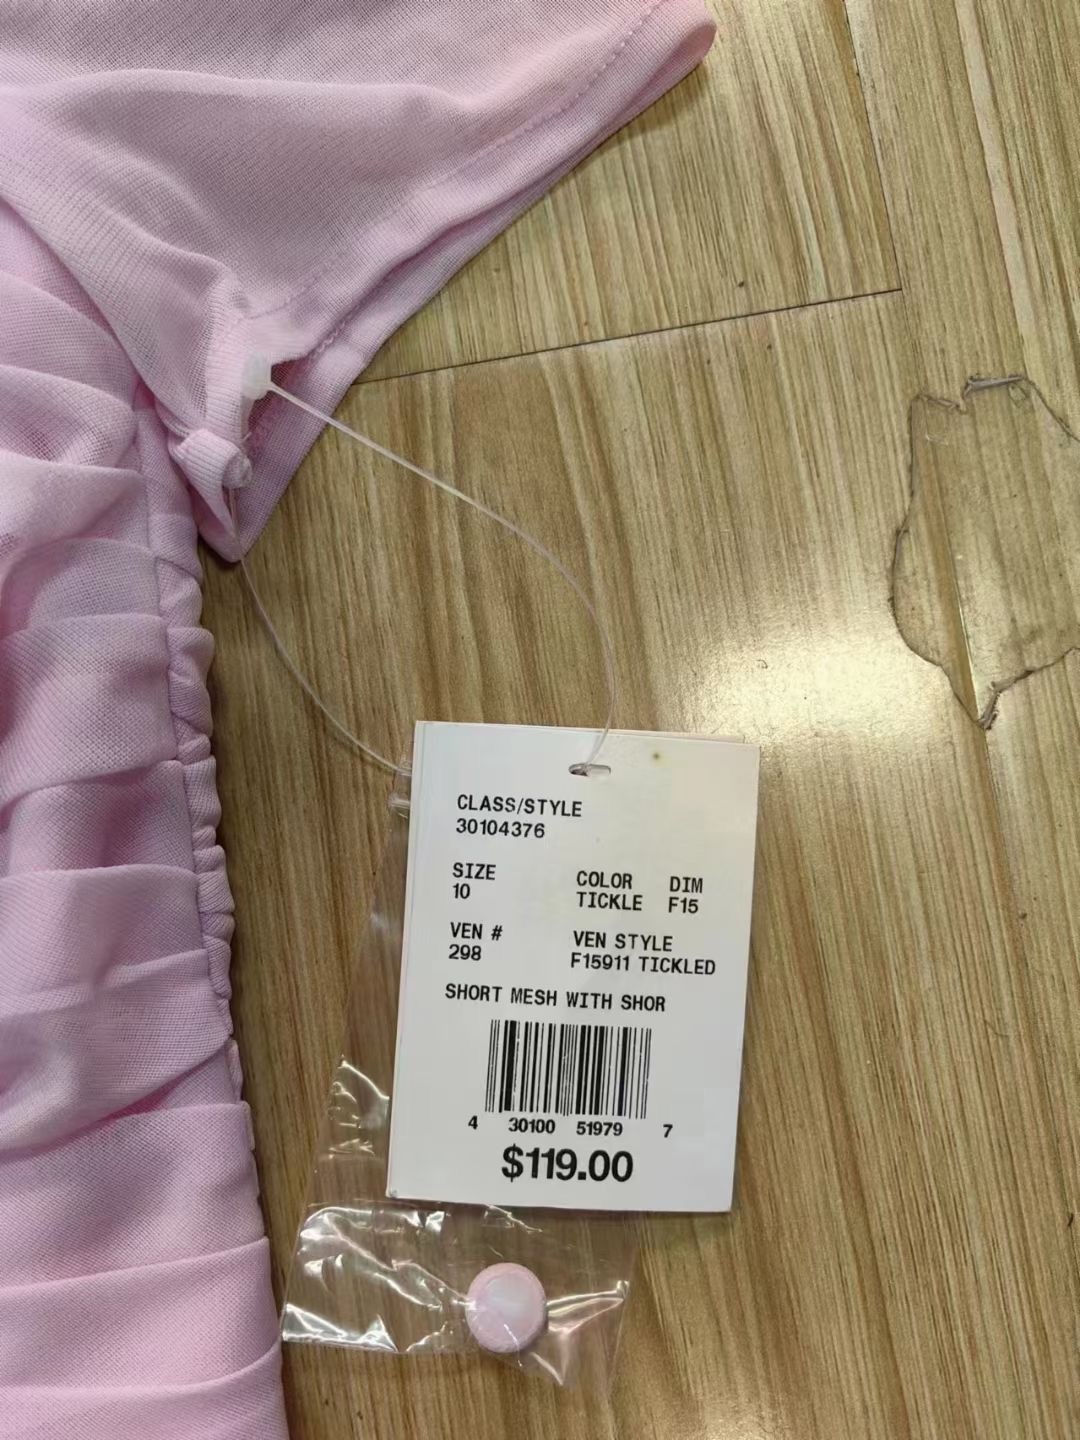 CLASS/STYLE
30104376
SIZE COLOR DIM
10 TICKLE F15
VEN # VEN STYLE
298 F15911 TICKLED
SHORT MESH WITH SHOR
4 30100 51979 7
$119.00